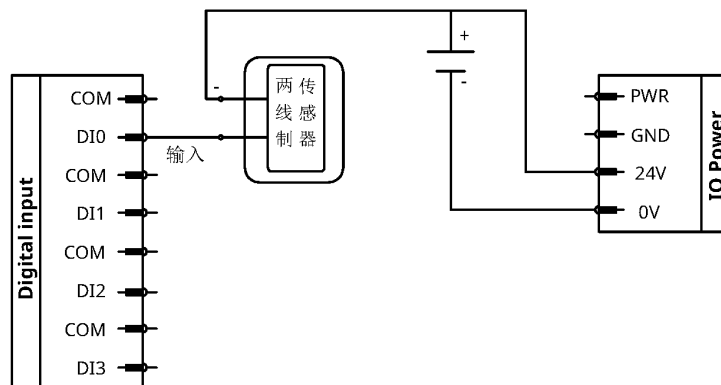 +
-
-
COM
DI0
COM
DI1
COM
DI2
COM
DI3
Digital input
输入
两线制
传感器
PWR
GND
24V
0V
IO Power